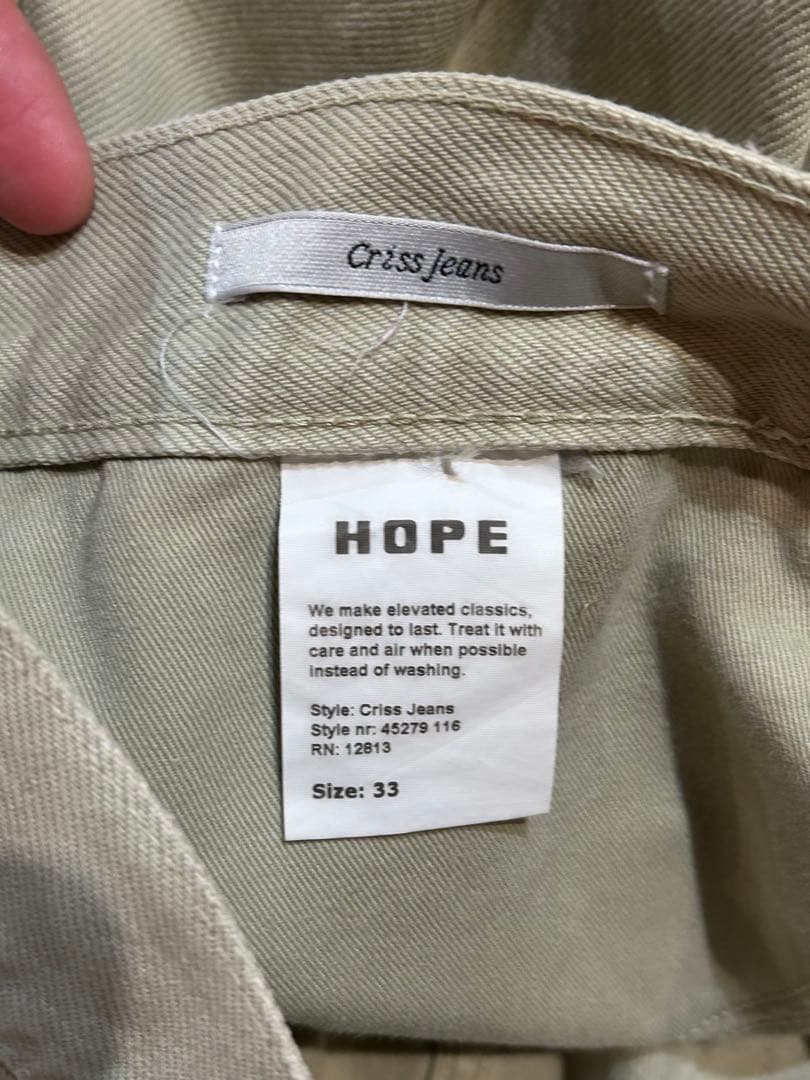 Criss Jeans
HOPE
We make elevated classics,
designed to last. Treat it with
care and air when possible
instead of washing.
Style: Criss Jeans
Style nr: 45279 116
RN: 12813
Size: 33